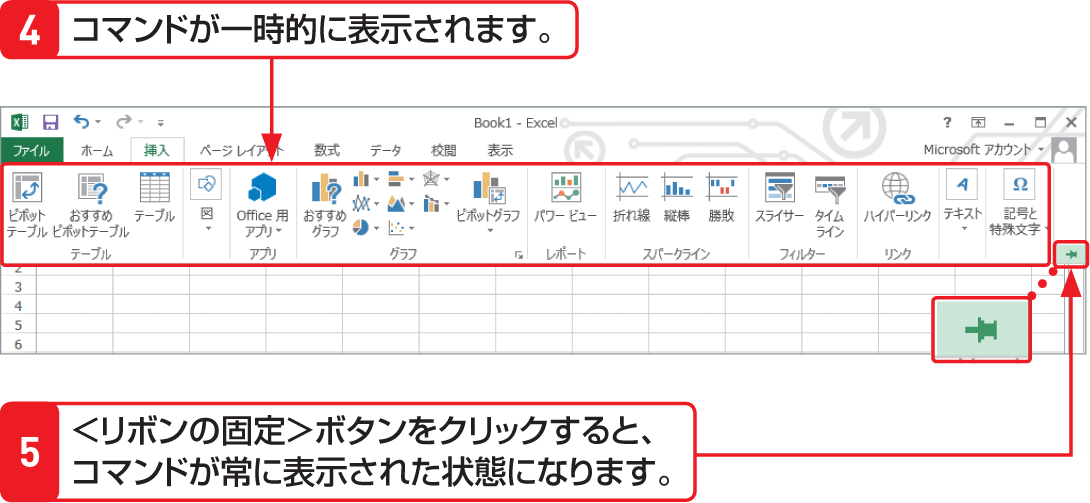 4 コマンドが一時的に表示されます。
Book1 - Excel
ファイル ホーム 挿入 ページ レイアウト 数式 データ 校閲 表示 Microsoft アカウント
ピボット
テーブル
おすすめ
ピボットテーブル
テーブル
テーブル
図
Office 用
アプリ
アプリ
おすすめ
グラフ
ピボットグラフ
グラフ
パワー ビュー
レポート
折れ線 縦棒 勝敗
スパークライン
スライサー
タイム
ライン
フィルター
ハイパーリンク
リンク
テキスト
記号と
特殊文字
2
3
4
5
6
5 <リボンの固定>ボタンをクリックすると、
コマンドが常に表示された状態になります。